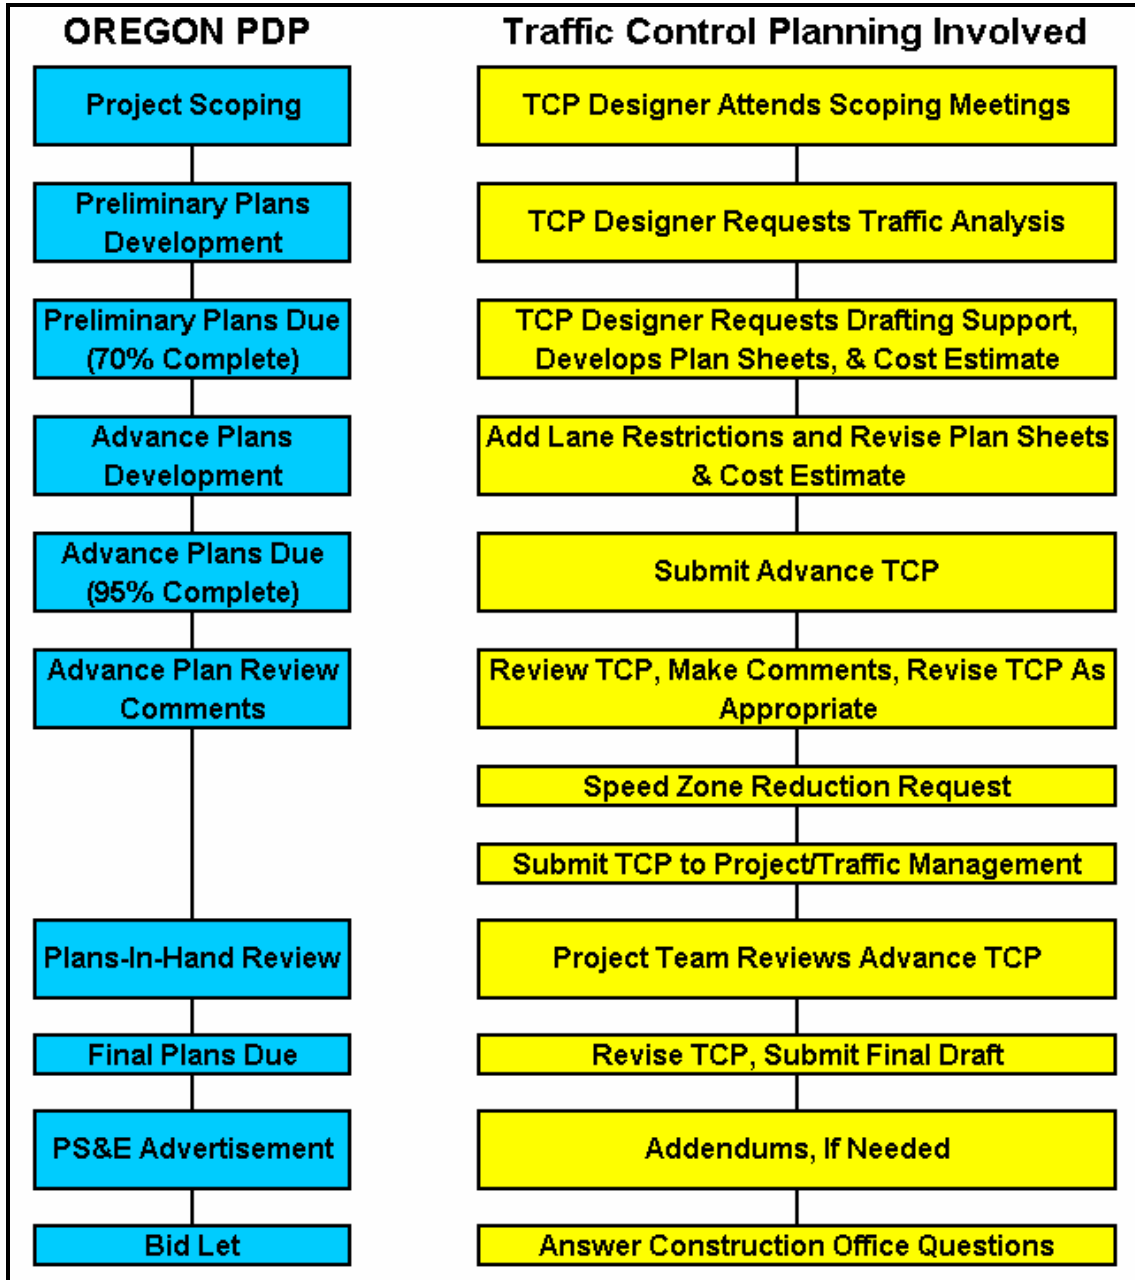 OREGON PDP
Traffic Control Planning Involved
Project Scoping
TCP Designer Attends Scoping Meetings
Preliminary Plans
Development
TCP Designer Requests Traffic Analysis
Preliminary Plans Due
(70% Complete)
TCP Designer Requests Drafting Support,
Develops Plan Sheets, & Cost Estimate
Advance Plans
Development
Add Lane Restrictions and Revise Plan Sheets
& Cost Estimate
Advance Plans Due
(95% Complete)
Submit Advance TCP
Advance Plan Review
Comments
Review TCP, Make Comments, Revise TCP As
Appropriate
Speed Zone Reduction Request
Submit TCP to Project/Traffic Management
Plans-In-Hand Review
Project Team Reviews Advance TCP
Final Plans Due
Revise TCP, Submit Final Draft
PS&E Advertisement
Addendums, If Needed
Bid Let
Answer Construction Office Questions